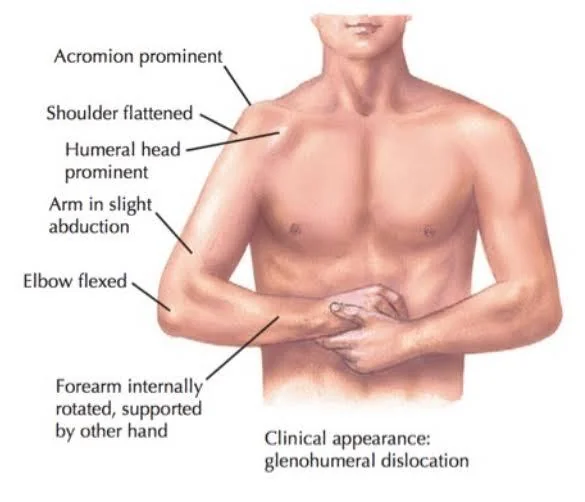 Acromion prominent
Shoulder flattened
Humeral head
prominent
Arm in slight
abduction
Elbow flexed
Forearm internally
rotated, supported
by other hand
Clinical appearance:
glenohumeral dislocation